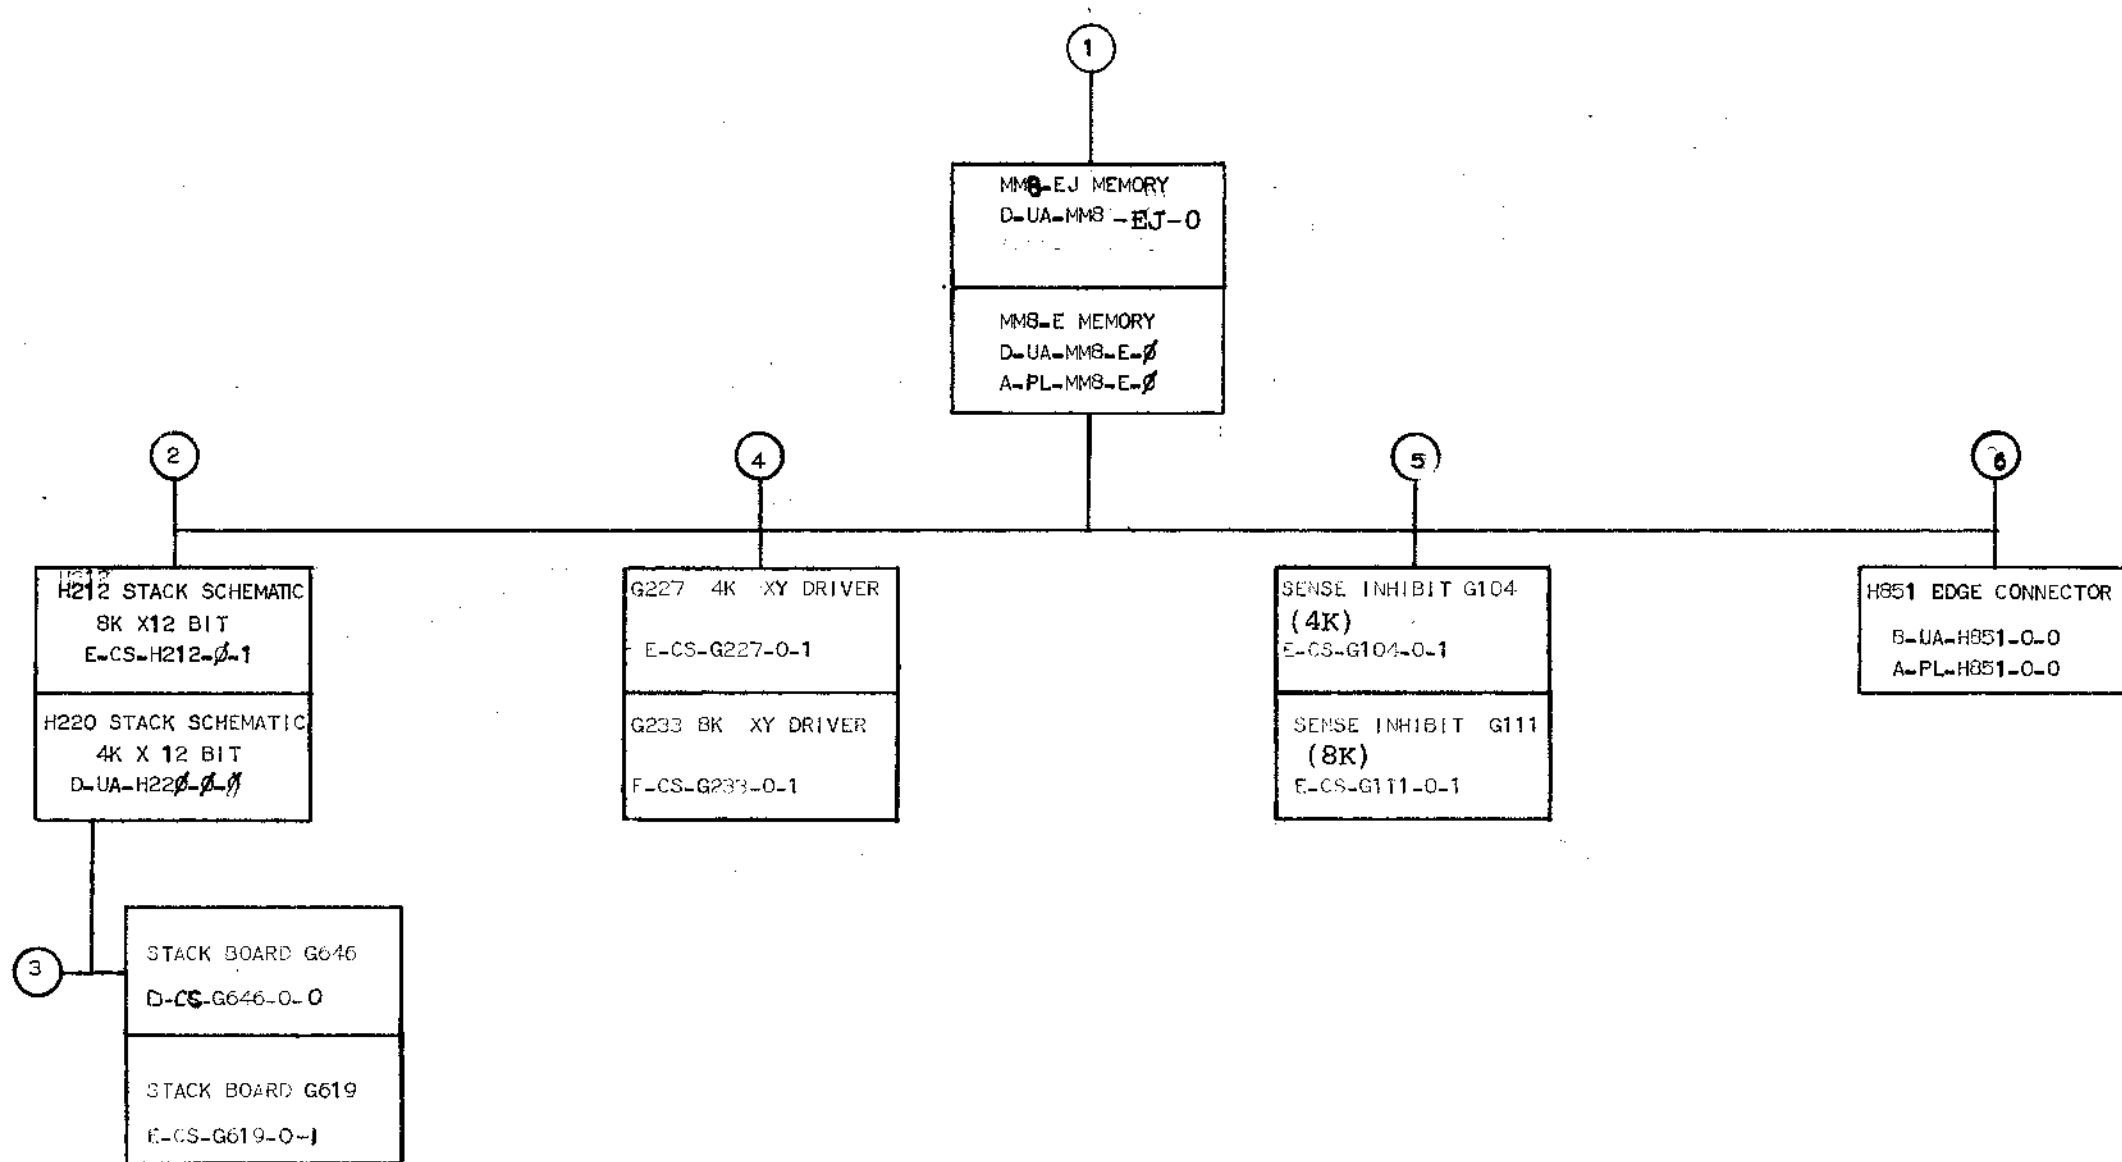 1
MM8-EJ MEMORY
D-UA-MM8-EJ-0
MM8-E MEMORY
D-UA-MM8-E-Ø
A-PL-MM8-E-Ø
2
4
5
6
H212 STACK SCHEMATIC
8K X12 BIT
E-CS-H212-Ø-1
H220 STACK SCHEMATIC
4K X 12 BIT
D-UA-H22Ø-Ø-Ø
G227 4K XY DRIVER
E-CS-G227-0-1
G233 8K XY DRIVER
E-CS-G233-0-1
SENSE INHIBIT G104
(4K)
E-CS-G104-0-1
SENSE INHIBIT G111
(8K)
E-CS-G111-0-1
H851 EDGE CONNECTOR
B-UA-H851-0-0
A-PL-H851-0-0
3
STACK BOARD G646
D-CS-G646-0-0
STACK BOARD G619
E-CS-G619-0-1